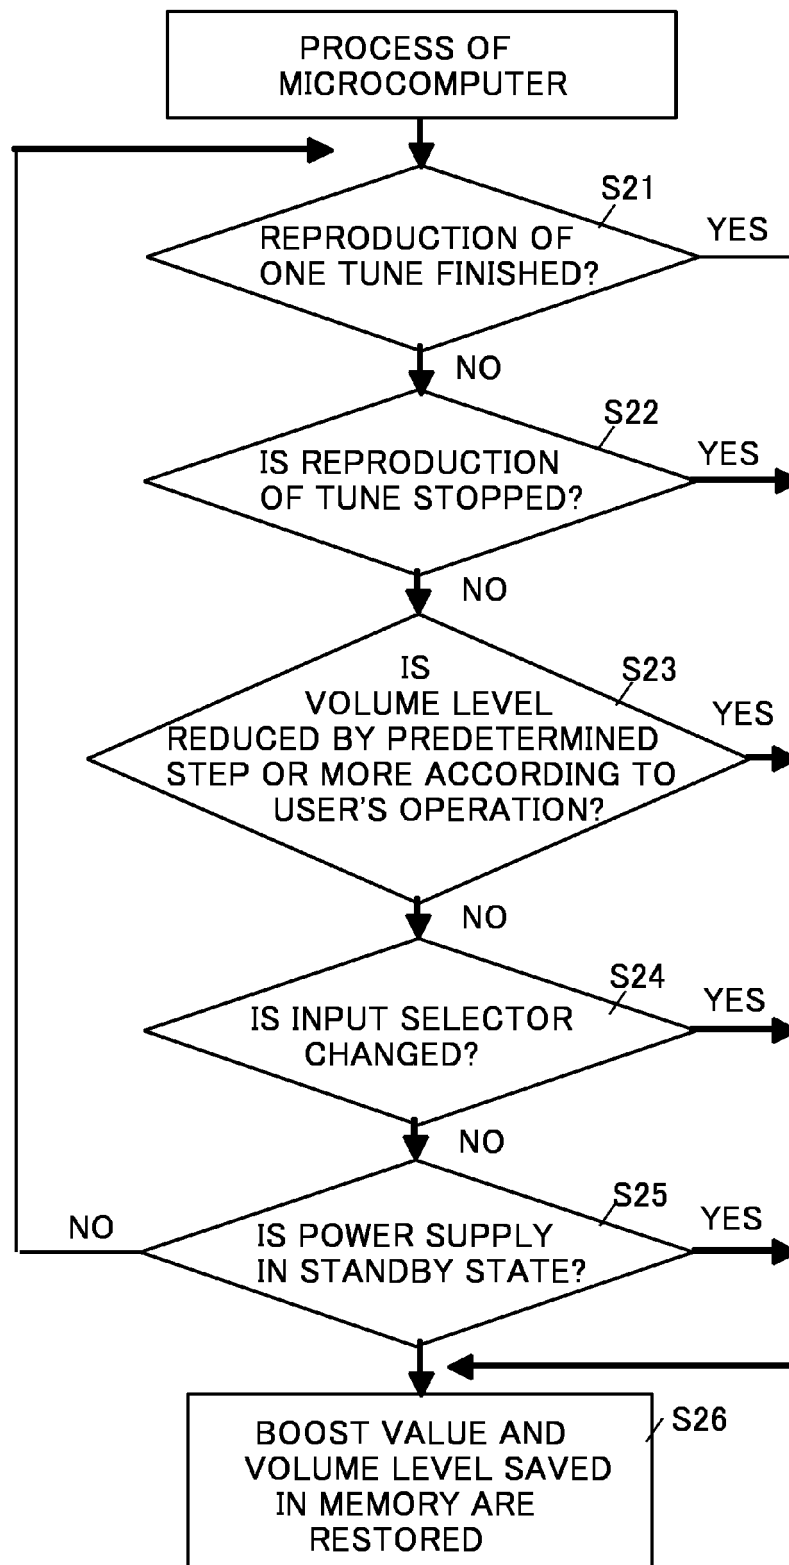 PROCESS OF
MICROCOMPUTER
S21
YES
REPRODUCTION OF
ONE TUNE FINISHED?
NO
S22
YES
IS REPRODUCTION
OF TUNE STOPPED?
NO
IS
S23
VOLUME LEVEL
YES
REDUCED BY PREDETERMINED
STEP OR MORE ACCORDING TO
USER'S OPERATION?
NO
S24
YES
IS INPUT SELECTOR
CHANGED?
NO
S25
YES
NO
IS POWER SUPPLY
IN STANDBY STATE?
S26
BOOST VALUE AND
VOLUME LEVEL SAVED
IN MEMORY ARE
RESTORED